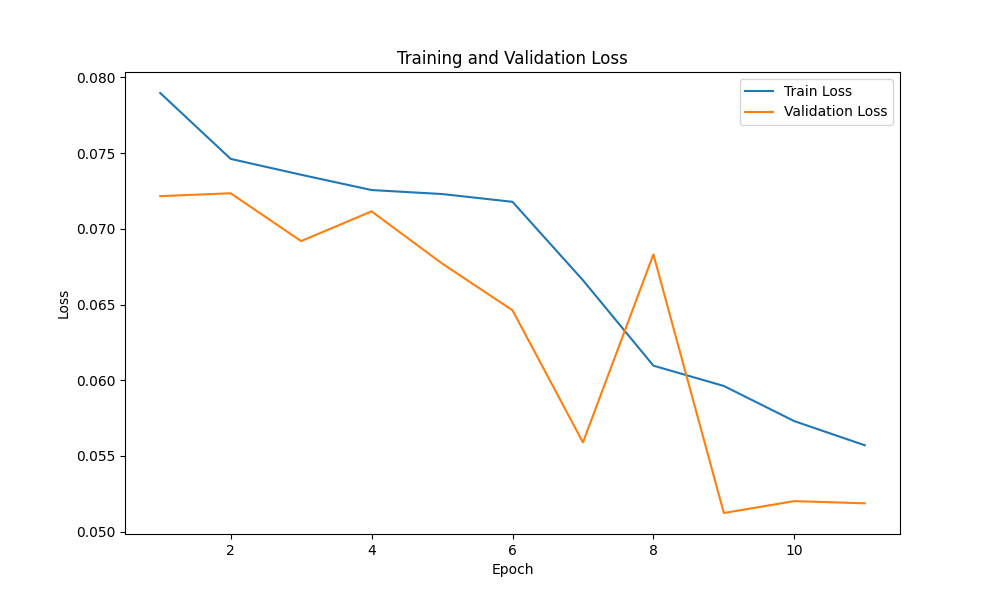 Training and Validation Loss
Train Loss
Validation Loss
0.080
0.075
0.070
0.065
0.060
0.055
0.050
Loss
2 4 6 8 10
Epoch